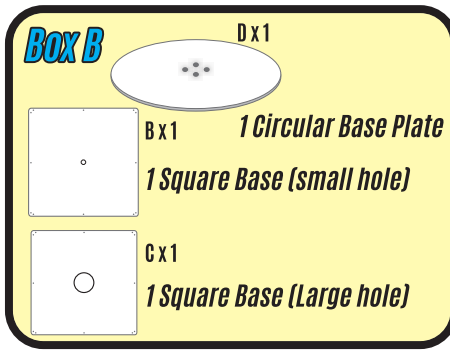 Box B
D x 1
1 Circular Base Plate
B x 1
1 Square Base (small hole)
C x 1
1 Square Base (Large hole)